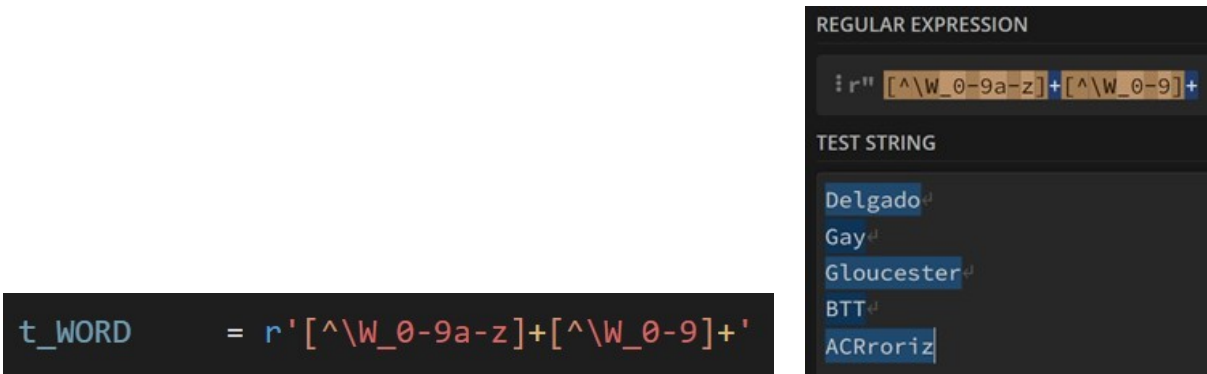 t_WORD = r'[^\W_0-9a-z]+[^\W_0-9]+'
REGULAR EXPRESSION
⋮ r" [^\W_0-9a-z]+[^\W_0-9]+
TEST STRING
Delgado↵
Gay↵
Gloucester↵
BTT↵
ACRroriz